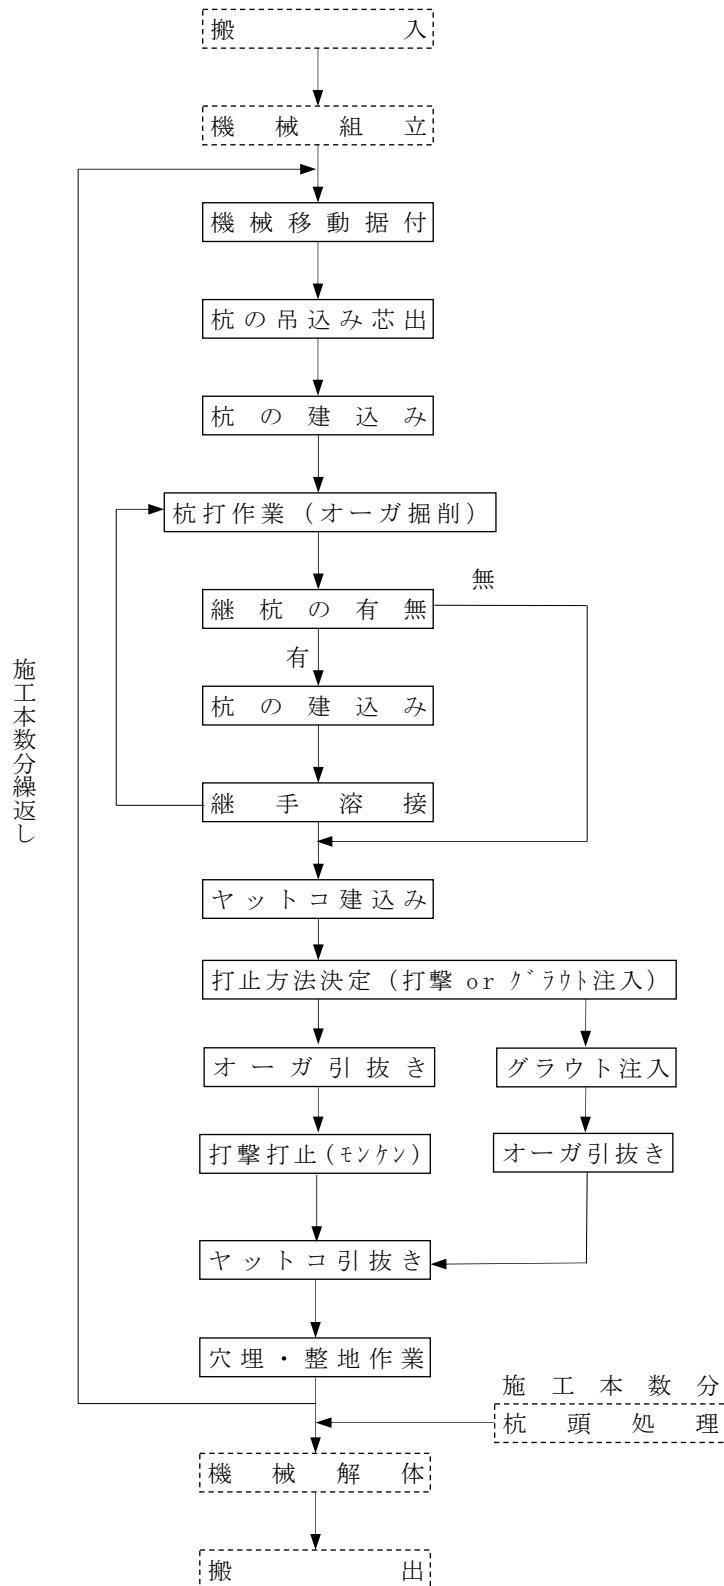 搬入
機械組立
機械移動据付
杭の吊込み芯出
杭の建込み
杭打作業（オーガ掘削）
無
継杭の有無
有
杭の建込み
施工本数分繰返し
継手溶接
ヤットコ建込み
打止方法決定（打撃 or グラウト注入）
オーガ引抜き
グラウト注入
打撃打止（モンケン）
オーガ引抜き
ヤットコ引抜き
穴埋・整地作業
施工本数分
杭頭処理
機械解体
搬出